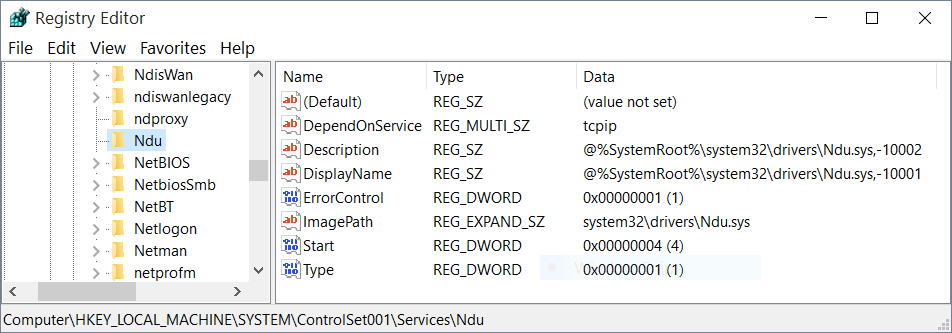 Registry Editor
File Edit View Favorites Help
NdisWan
ndiswanlegacy
ndproxy
Ndu
NetBIOS
NetbiosSmb
NetBT
Netlogon
Netman
netprofm
Name Type Data
(Default) REG_SZ (value not set)
DependOnService REG_MULTI_SZ tcpip
Description REG_SZ @%SystemRoot%\system32\drivers\Ndu.sys,-10002
DisplayName REG_SZ @%SystemRoot%\system32\drivers\Ndu.sys,-10001
ErrorControl REG_DWORD 0x00000001 (1)
ImagePath REG_EXPAND_SZ system32\drivers\Ndu.sys
Start REG_DWORD 0x00000004 (4)
Type REG_DWORD 0x00000001 (1)
Computer\HKEY_LOCAL_MACHINE\SYSTEM\ControlSet001\Services\Ndu